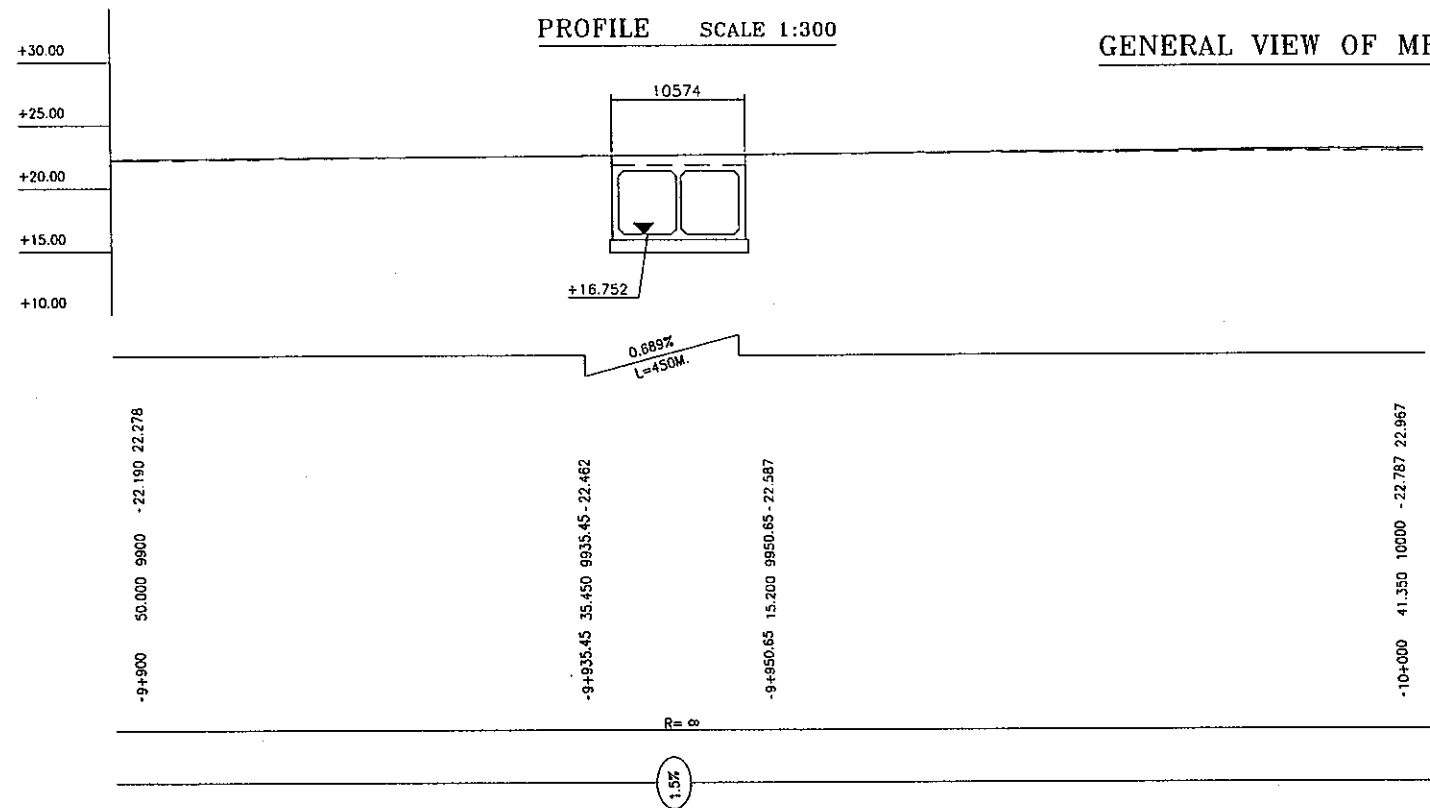 PROFILE SCALE 1:300
GENERAL VIEW OF
+30.00
10574
+25.00
+20.00
+15.00
+16.752
+10.00
0.689%
L=450M.
-9+900 50.000 9900 -22.190 22.278
-9+935.45 35.450 9935.45-22.462
-9+950.65 15.200 9950.65-22.587
-10+000 41.350 10000 -22.787 22.967
R= ∞
1.5%